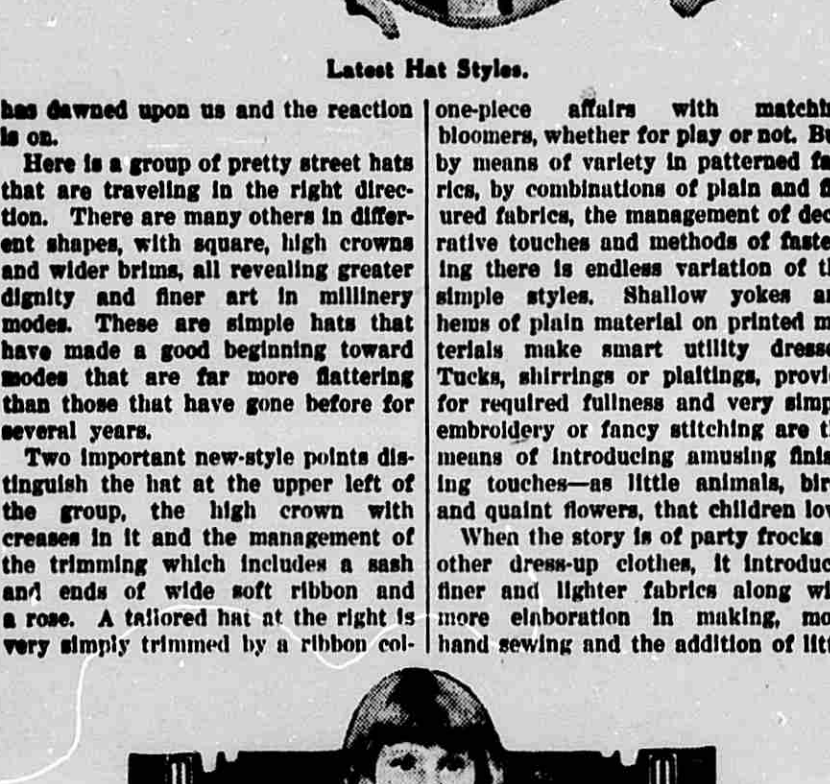 Latest Hat Styles.
has dawned upon us and the reaction
is on.
Here is a group of pretty street hats
that are traveling in the right direc-
tion. There are many others in differ-
ent shapes, with square, high crowns
and wider brims, all revealing greater
dignity and finer art in millinery
modes. These are simple hats that
have made a good beginning toward
modes that are far more flattering
than those that have gone before for
several years.
Two important new-style points dis-
tinguish the hat at the upper left of
the group, the high crown with
creases in it and the management of
the trimming which includes a sash
and ends of wide soft ribbon and
a rose. A tailored hat at the right is
very simply trimmed by a ribbon col-
one-piece affairs with
bloomers, whether for play or not.
by means of variety in patterned
rics, by combinations of plain and
ured fabrics, the management of
rative touches and methods of
ing there is endless variation of
simple styles. Shallow yokes
hems of plain material on printed
terials make smart utility
Tucks, shirrings or plaitings,
for required fullness and very
embroidery or fancy stitching are
means of introducing amusing
ing touches—as little animals,
and quaint flowers, that children
When the story is of party frocks
other dress-up clothes, it
finer and lighter fabrics along
more elaboration in making,
hand sewing and the addition of